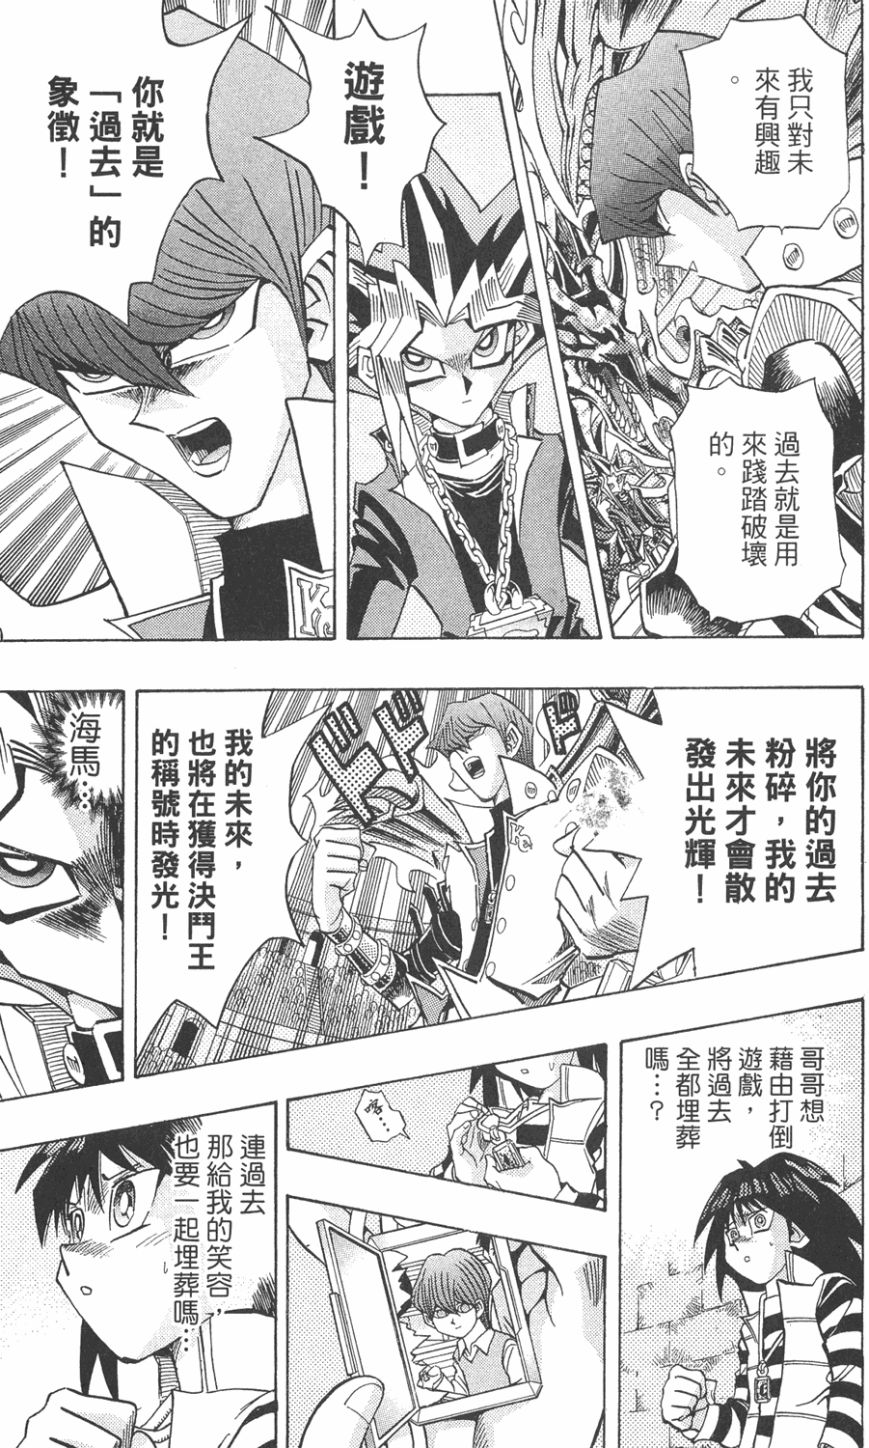 我只對未
來有興趣
。
過去就是用
來踐踏破壞
的。
遊戲！
你就是
「過去」的
象徵！
將你的過去
粉碎，我的
未來才會散
發出光輝！
ドドド
我的未來，
也將在獲得決鬥王
的稱號時發光！
海馬…
哥哥想
藉由打倒
遊戲，
將過去
全都埋葬
嗎…？
喀…
連過去
那給我的笑容，
也要一起埋葬嗎…